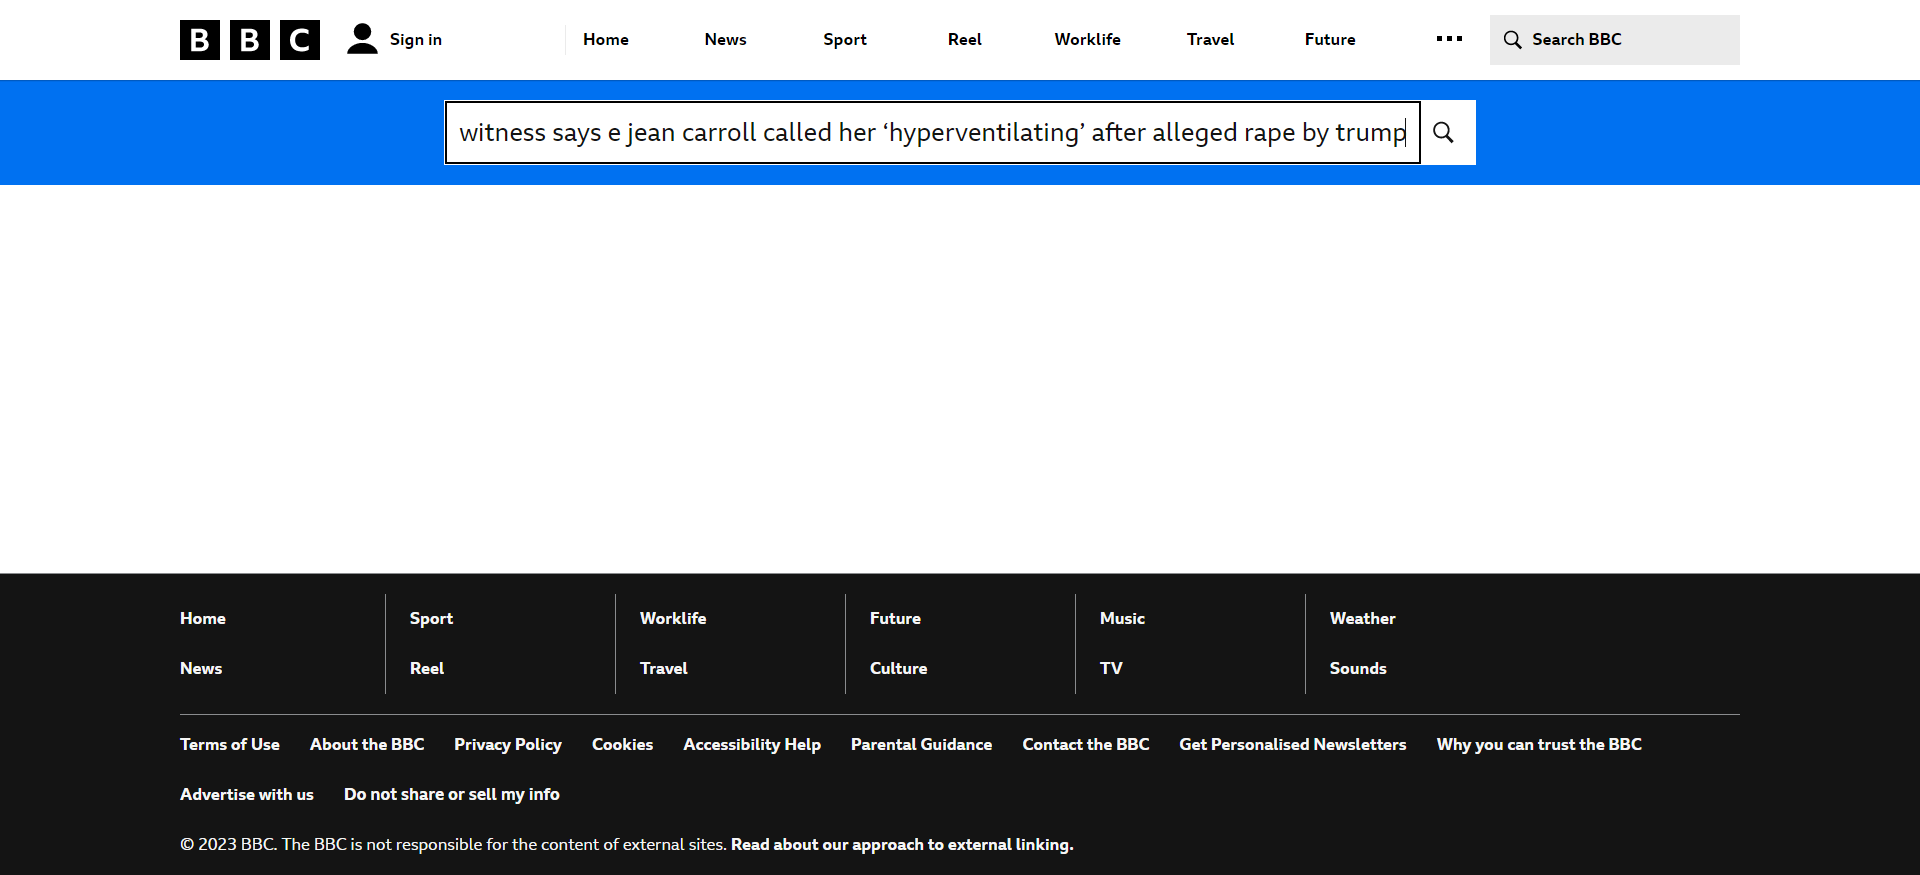 BBC Sign in Home News Sport Reel Worklife Travel Future Search BBC
witness says e jean carroll called her ‘hyperventilating’ after alleged rape by trump
Home Sport Worklife Future Music Weather
News Reel Travel Culture TV Sounds
Terms of Use About the BBC Privacy Policy Cookies Accessibility Help Parental Guidance Contact the BBC Get Personalised Newsletters Why you can trust the BBC
Advertise with us Do not share or sell my info
© 2023 BBC. The BBC is not responsible for the content of external sites. Read about our approach to external linking.